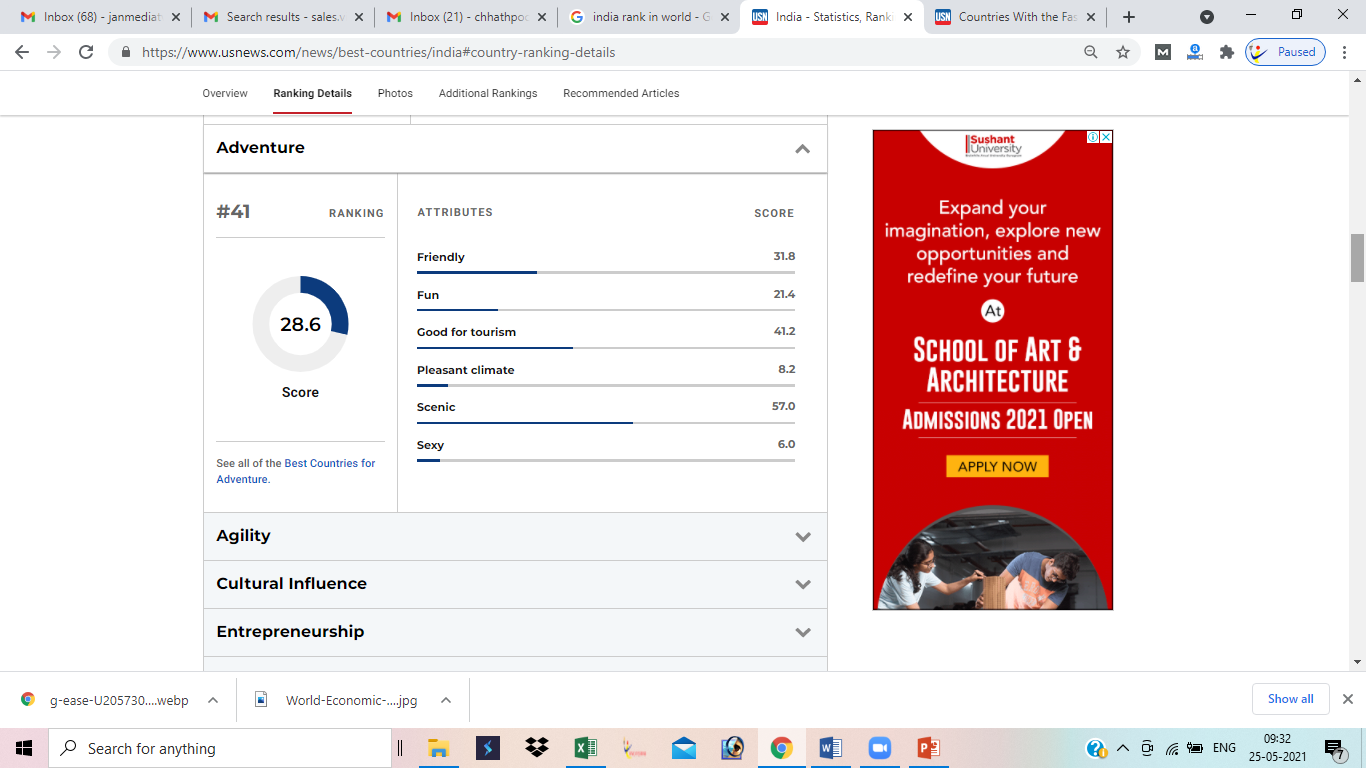 Inbox (68) - janmediat
Search results - sales.v
Inbox (21) - chhathpoo
india rank in world - G
USN India - Statistics, Ranki
USN Countries With the Fas
https://www.usnews.com/news/best-countries/india#country-ranking-details
Paused
Overview Ranking Details Photos Additional Rankings Recommended Articles
Adventure
#41 RANKING
28.6
Score
See all of the Best Countries for
Adventure.
ATTRIBUTES SCORE
Friendly 31.8
Fun 21.4
Good for tourism 41.2
Pleasant climate 8.2
Scenic 57.0
Sexy 6.0
Agility
Cultural Influence
Entrepreneurship
Sushant
University
Expand your
imagination, explore new
opportunities and
redefine your future
At
SCHOOL OF ART &
ARCHITECTURE
ADMISSIONS 2021 OPEN
APPLY NOW
g-ease-U205730....webp
World-Economic-....jpg
Show all
Search for anything
ENG
09:32
25-05-2021
7